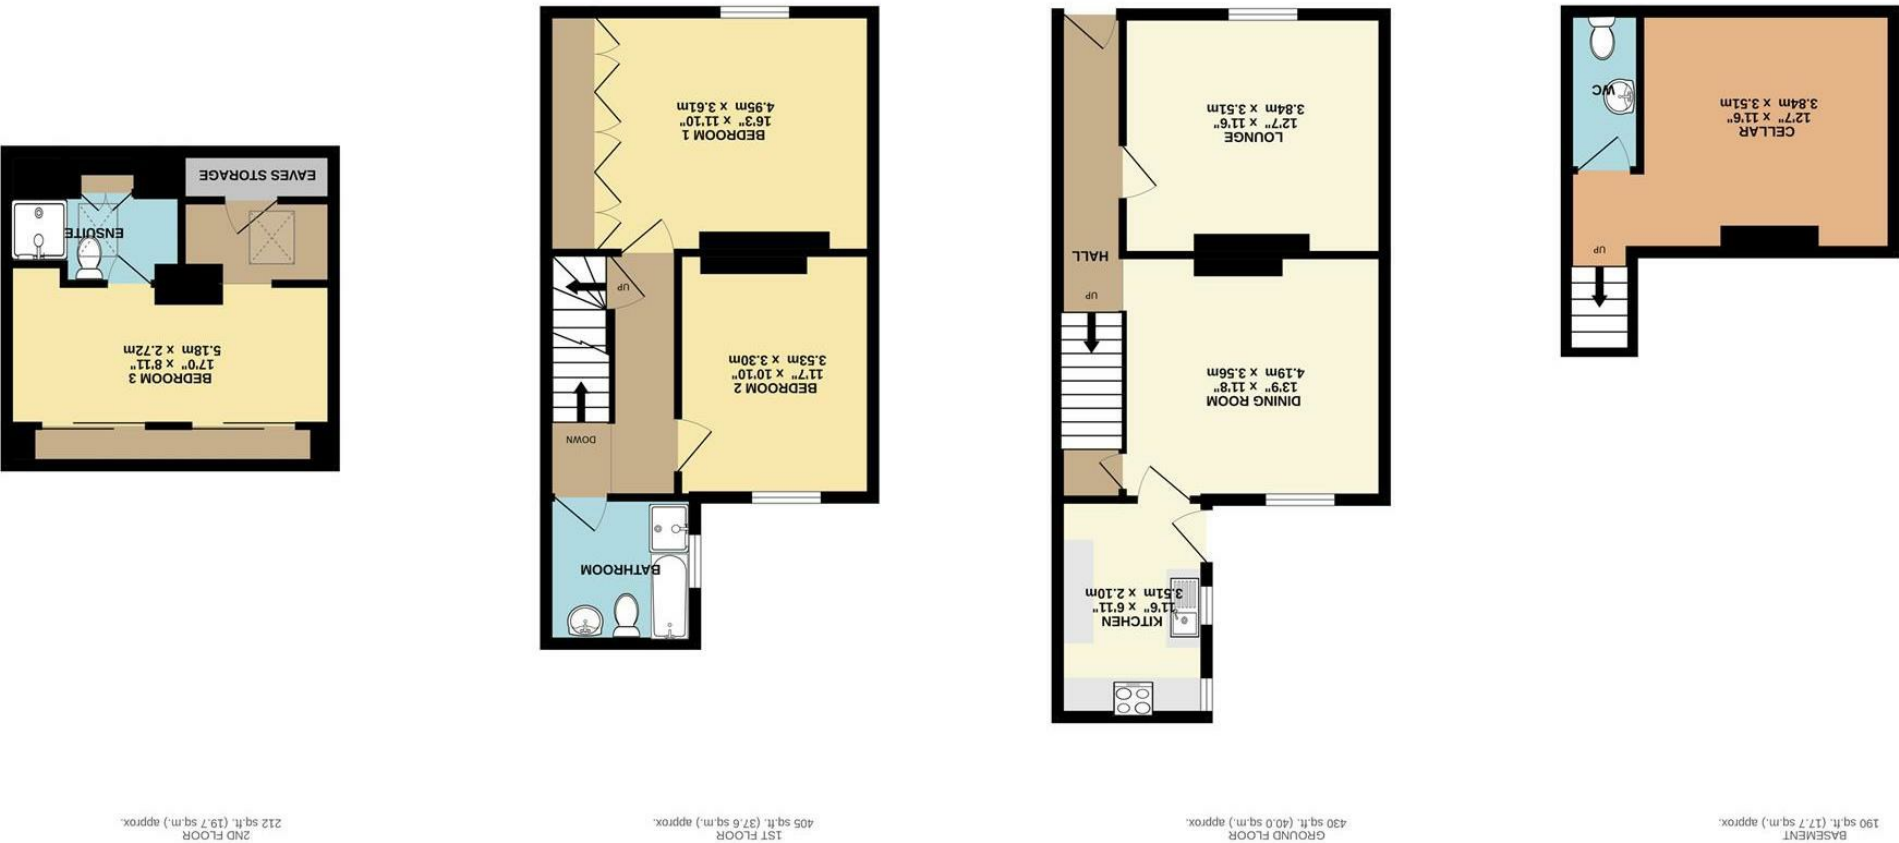 BASEMENT
190 sq.ft. (17.7 sq.m.) approx.
GROUND FLOOR
430 sq.ft. (40.0 sq.m.) approx.
1ST FLOOR
405 sq.ft. (37.6 sq.m.) approx.
2ND FLOOR
212 sq.ft. (19.7 sq.m.) approx.
UP
CELLAR
12'7" x 11'6"
3.84m x 3.51m
WC
KITCHEN
11'6" x 6'11"
3.51m x 2.10m
DINING ROOM
13'9" x 11'8"
4.19m x 3.56m
UP
HALL
LOUNGE
12'7" x 11'6"
3.84m x 3.51m
BATHROOM
DOWN
BEDROOM 2
11'7" x 10'10"
3.53m x 3.30m
UP
BEDROOM 1
16'3" x 11'10"
4.95m x 3.61m
BEDROOM 3
17'0" x 8'11"
5.18m x 2.72m
ENSUITE
EAVES STORAGE